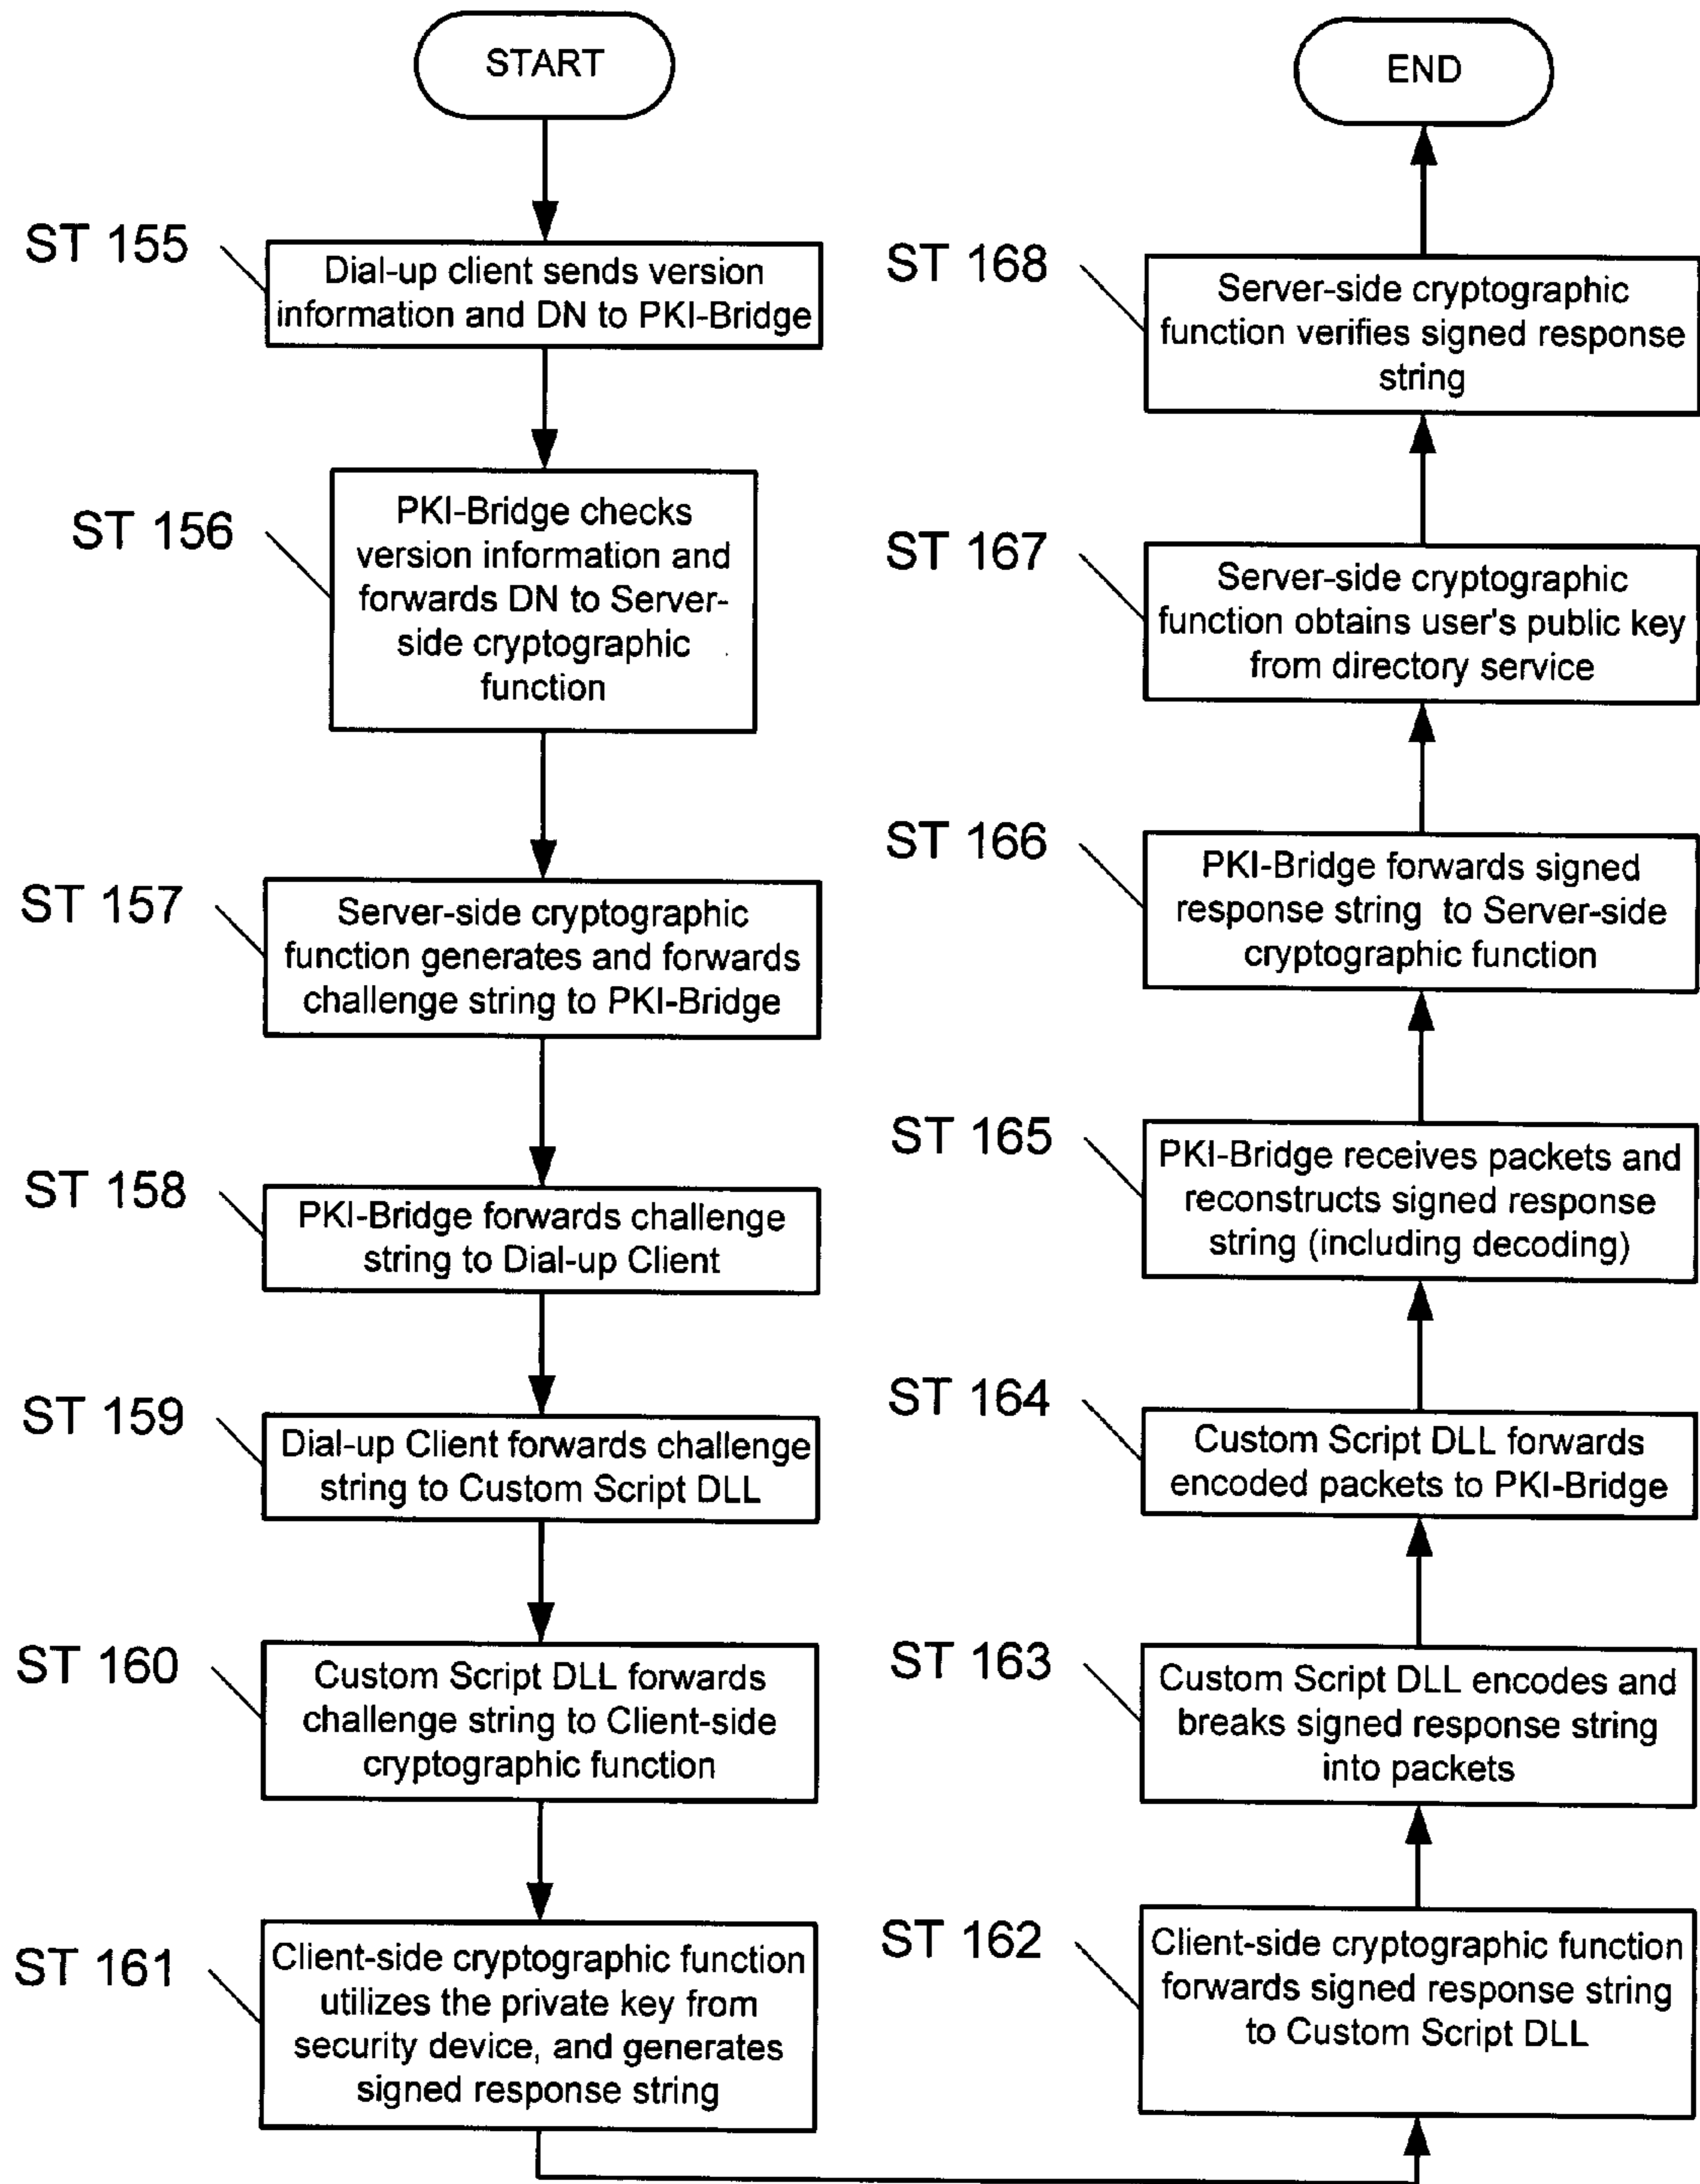 START
ST 155
Dial-up client sends version
information and DN to PKI-Bridge
ST 156
PKI-Bridge checks
version information and
forwards DN to Server-
side cryptographic
function
ST 157
Server-side cryptographic
function generates and forwards
challenge string to PKI-Bridge
ST 158
PKI-Bridge forwards challenge
string to Dial-up Client
ST 159
Dial-up Client forwards challenge
string to Custom Script DLL
ST 160
Custom Script DLL forwards
challenge string to Client-side
cryptographic function
ST 161
Client-side cryptographic function
utilizes the private key from
security device, and generates
signed response string
ST 162
Client-side cryptographic function
forwards signed response string
to Custom Script DLL
ST 163
Custom Script DLL encodes and
breaks signed response string
into packets
ST 164
Custom Script DLL forwards
encoded packets to PKI-Bridge
ST 165
PKI-Bridge receives packets and
reconstructs signed response
string (including decoding)
ST 166
PKI-Bridge forwards signed
response string to Server-side
cryptographic function
ST 167
Server-side cryptographic
function obtains user's public key
from directory service
ST 168
Server-side cryptographic
function verifies signed response
string
END